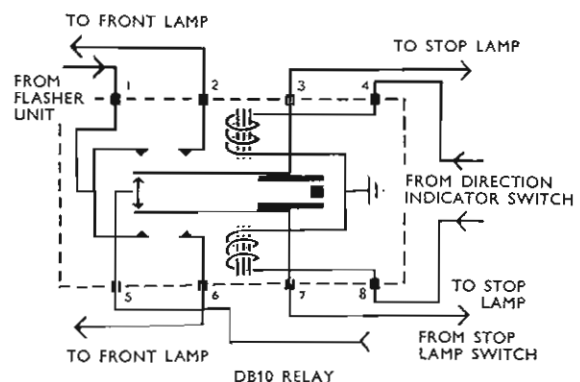 TO FRONT LAMP
TO STOP LAMP
FROM
FLASHER
UNIT
1
2
3
4
FROM DIRECTION
INDICATOR SWITCH
5
6
7
8
TO STOP
LAMP
FROM STOP
LAMP SWITCH
TO FRONT LAMP
DB10 RELAY